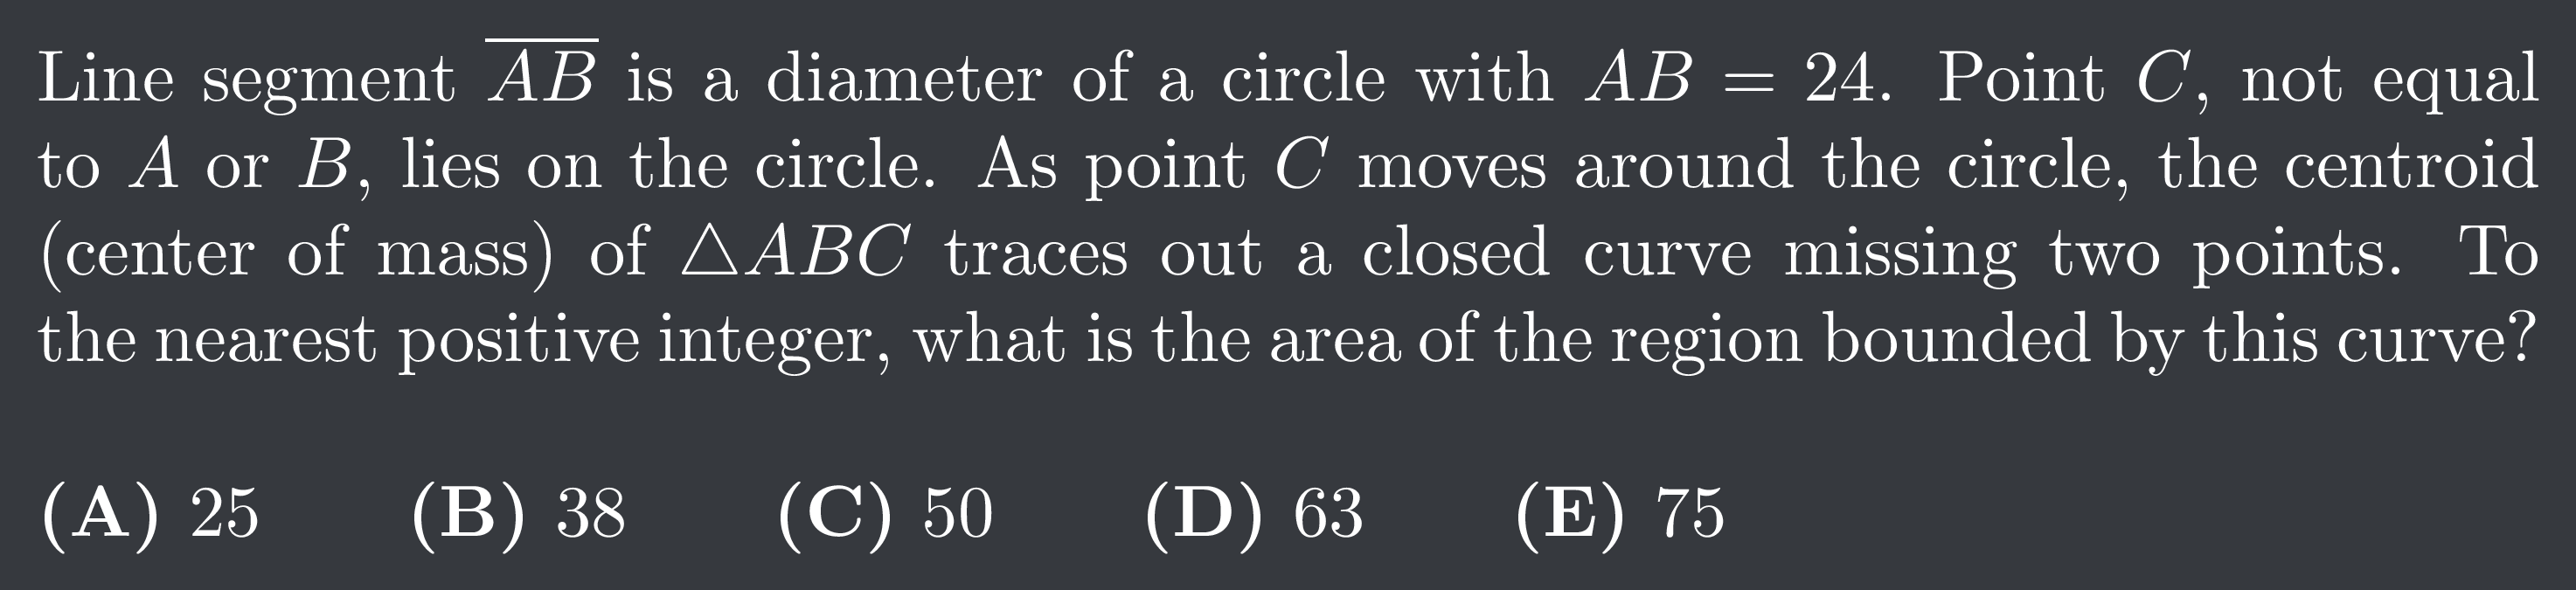 Line segment \overline{AB} is a diameter of a circle with AB = 24. Point C, not equal
to A or B, lies on the circle. As point C moves around the circle, the centroid
(center of mass) of △ABC traces out a closed curve missing two points. To
the nearest positive integer, what is the area of the region bounded by this curve?
(A) 25 (B) 38 (C) 50 (D) 63 (E) 75